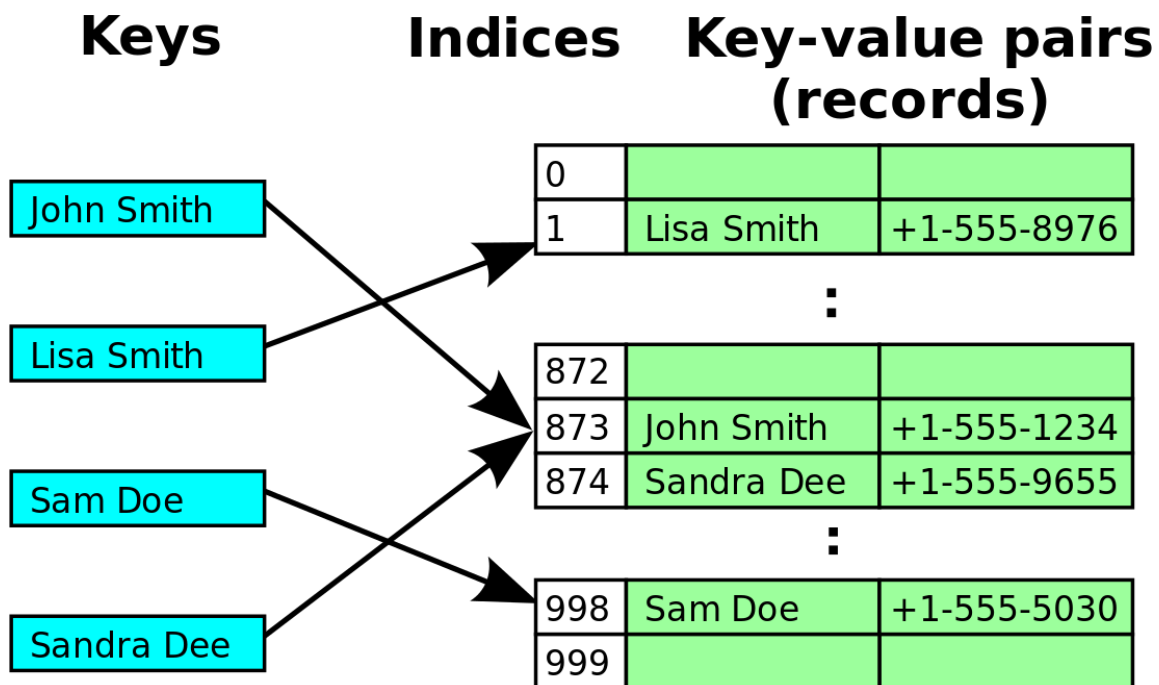 Keys
Indices
Key-value pairs
(records)
John Smith
Lisa Smith
Sam Doe
Sandra Dee
0
1 Lisa Smith +1-555-8976
:
872
873 John Smith +1-555-1234
874 Sandra Dee +1-555-9655
:
998 Sam Doe +1-555-5030
999